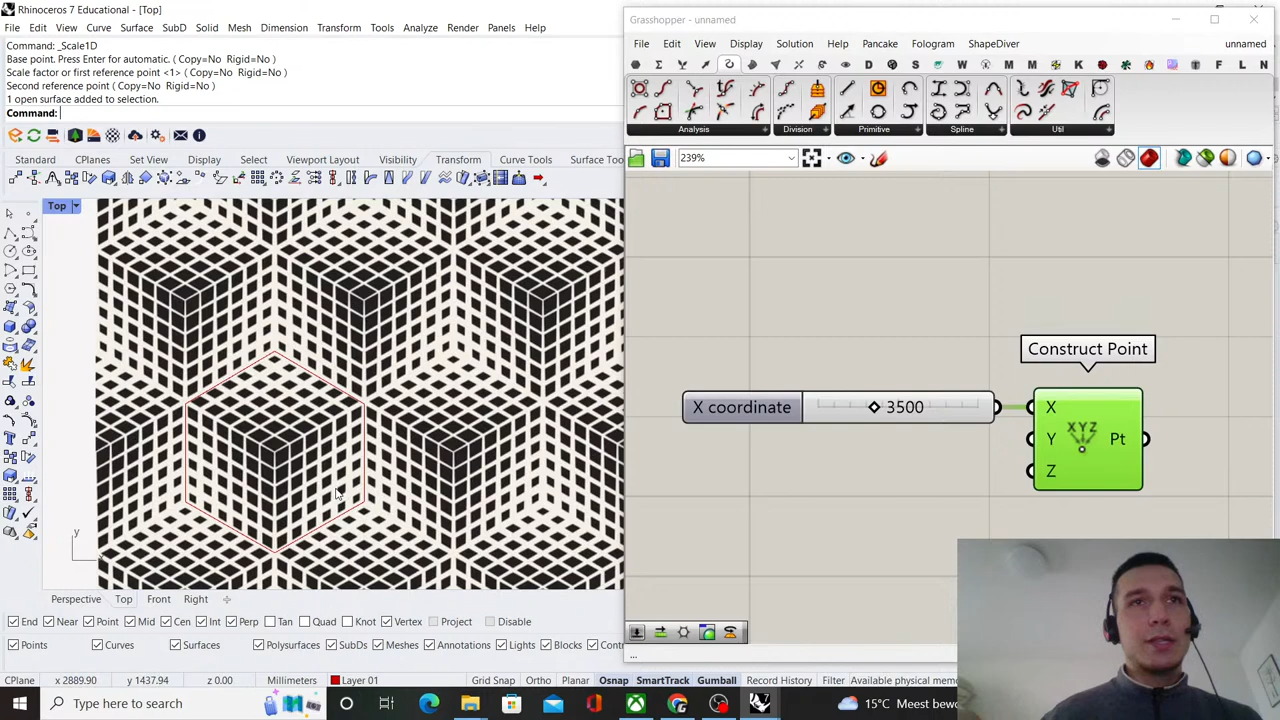 Rhinoceros 7 Educational - [Top]
File Edit View Curve Surface SubD Solid Mesh Dimension Transform Tools Analyze Render Panels Help
Command: _Scale1D
Base point. Press Enter for automatic. ( Copy=No Rigid=No )
Scale factor or first reference point <1> ( Copy=No Rigid=No )
Second reference point ( Copy=No Rigid=No )
1 open surface added to selection.
Command:
Standard CPlanes Set View Display Select Viewport Layout Visibility Transform Curve Tools Surface Too
Top
y
Perspective Top Front Right
End Near Point Mid Cen Int Perp Tan Quad Knot Vertex Project Disable
Points Curves Surfaces Polysurfaces SubDs Meshes Annotations Lights Blocks Contr
CPlane x 2889.90 y 1437.94 z 0.00 Millimeters Layer 01 Grid Snap Ortho Planar Osnap SmartTrack Gumball Record History Filter Available physical memo
Grasshopper - unnamed
File Edit View Display Solution Help Pancake Fologram ShapeDiver unnamed
Analysis Division Primitive Spline Util
239%
Construct Point
X coordinate 3500
X
Y
Z
XYZ
Pt
...
Type here to search
15°C Meest bewo